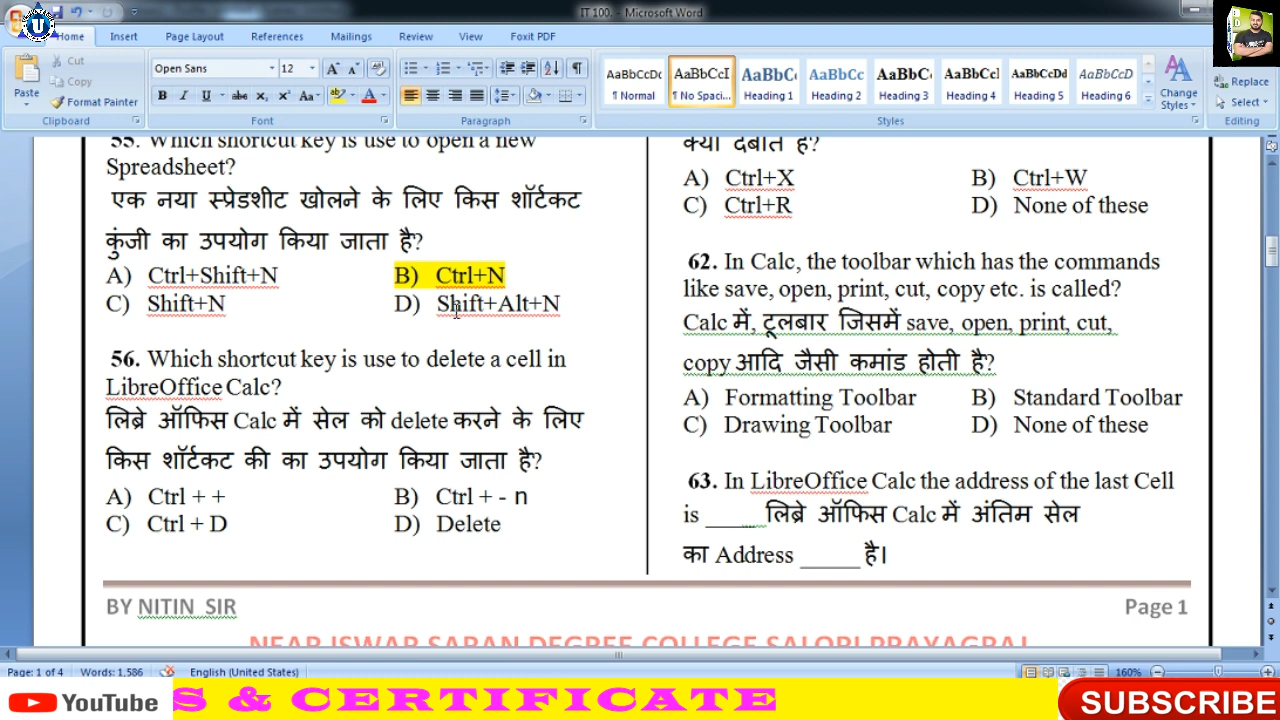 IT 100. - Microsoft Word
Home Insert Page Layout References Mailings Review View Foxit PDF
Paste
Cut
Copy
Format Painter
Clipboard
Open Sans 12
Font
Paragraph
AaBbCcDc AaBbCcI AaBbC AaBbCc AaBbCc AaBbCcl AaBbCcDd AaBbCcD
¶ Normal ¶ No Spaci... Heading 1 Heading 2 Heading 3 Heading 4 Heading 5 Heading 6
Change Styles
Styles
Replace
Select
Editing
55. Which shortcut key is use to open a new
Spreadsheet?
एक नया स्प्रेडशीट खोलने के लिए किस शॉर्टकट
कुंजी का उपयोग किया जाता है?
A) Ctrl+Shift+N B) Ctrl+N
C) Shift+N D) Shift+Alt+N
56. Which shortcut key is use to delete a cell in
LibreOffice Calc?
लिब्रे ऑफिस Calc में सेल को delete करने के लिए
किस शॉर्टकट की का उपयोग किया जाता है?
A) Ctrl + + B) Ctrl + - n
C) Ctrl + D D) Delete
क्या दबाते है?
A) Ctrl+X B) Ctrl+W
C) Ctrl+R D) None of these
62. In Calc, the toolbar which has the commands
like save, open, print, cut, copy etc. is called?
Calc में, टूलबार जिसमें save, open, print, cut,
copy आदि जैसी कमांड होती है?
A) Formatting Toolbar B) Standard Toolbar
C) Drawing Toolbar D) None of these
63. In LibreOffice Calc the address of the last Cell
is _____ लिब्रे ऑफिस Calc में अंतिम सेल
का Address ______ है।
BY NITIN SIR Page 1
NEAR ISWAR SARAN DEGREE COLLEGE SALORI PRAYAGRAJ
Page: 1 of 4 Words: 1,586 English (United States) 160%
YouTube S & CERTIFICATE SUBSCRIBE